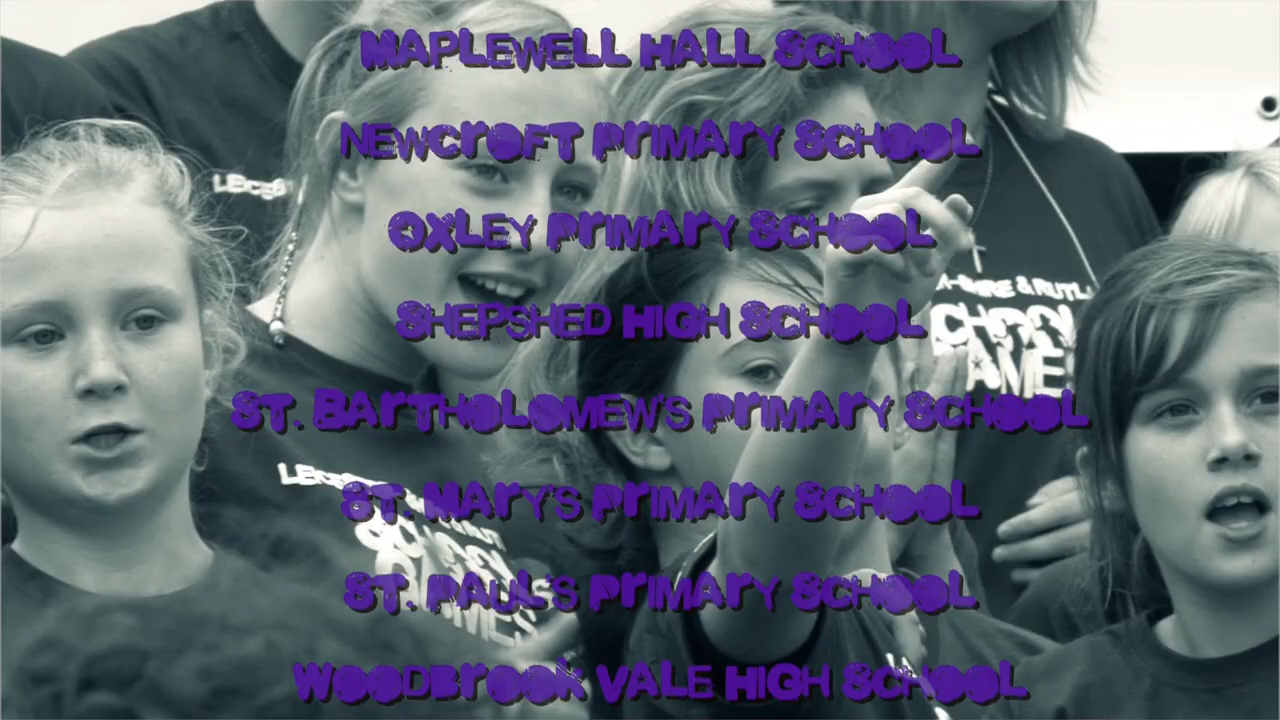 MAPLEWELL HALL SCHOOL
NEWCROFT PRIMARY SCHOOL
OXLEY PRIMARY SCHOOL
SHEPSHED HIGH SCHOOL
ST. BARTHOLOMEW'S PRIMARY SCHOOL
ST. MARY'S PRIMARY SCHOOL
ST. PAUL'S PRIMARY SCHOOL
WOODBROOK VALE HIGH SCHOOL